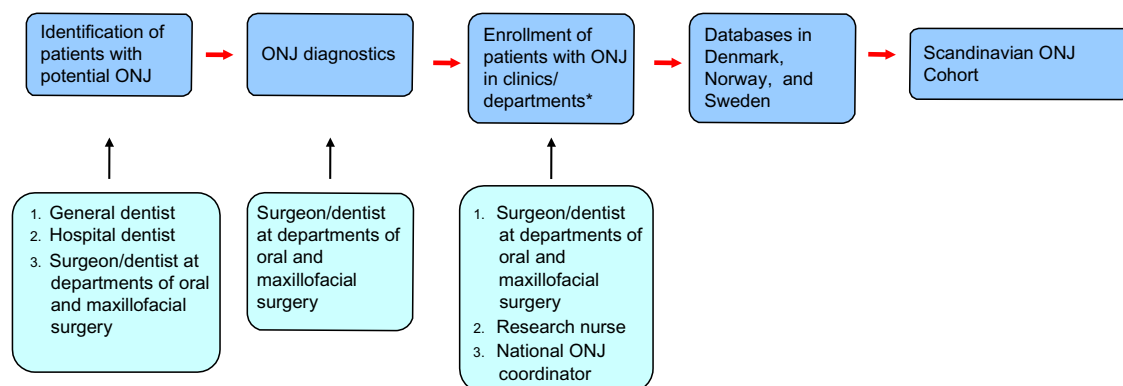 Identification of
patients with
potential ONJ
ONJ diagnostics
Enrollment of
patients with ONJ
in clinics/
departments*
Databases in
Denmark,
Norway, and
Sweden
Scandinavian ONJ
Cohort
1. General dentist
2. Hospital dentist
3. Surgeon/dentist at
departments of oral
and maxillofacial
surgery
Surgeon/dentist
at departments of
oral and
maxillofacial
surgery
1. Surgeon/dentist
at departments of
oral and
maxillofacial
surgery
2. Research nurse
3. National ONJ
coordinator